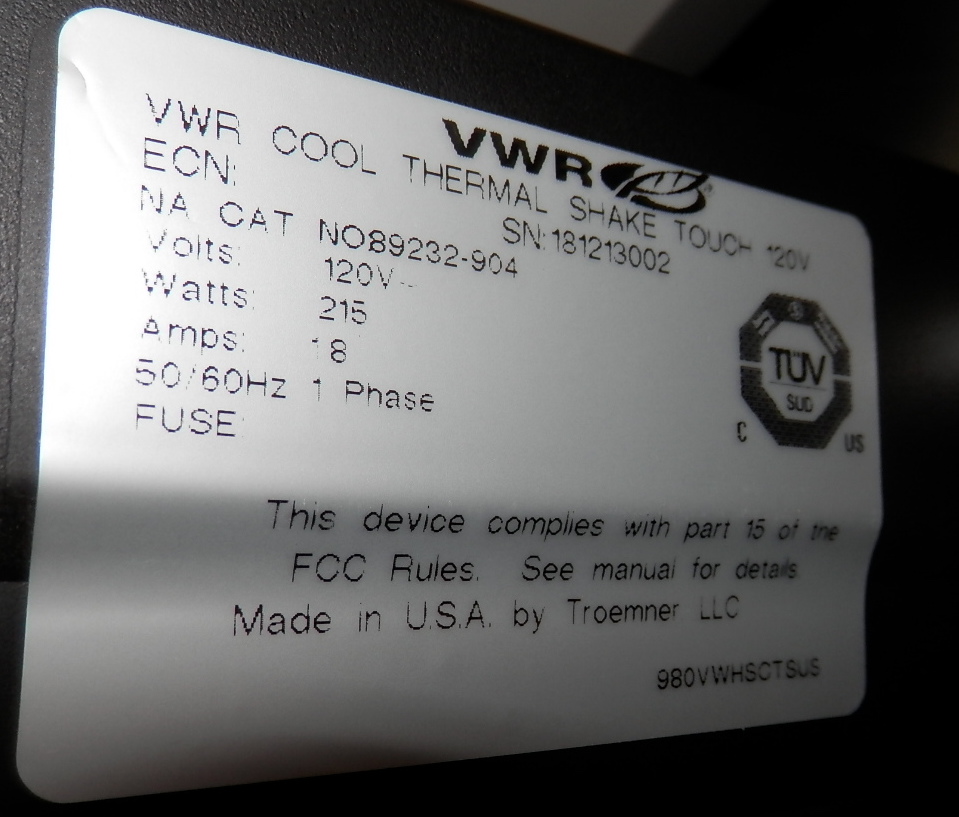 VWR
VWR COOL THERMAL SHAKE TOUCH 120V
ECN: SN:181213002
NA CAT NO89232-904
Volts: 120V~
Watts: 215
Amps: 1 8
50/60Hz 1 Phase
FUSE:
TÜV
SUD
C US
This device complies with part 15 of the
FCC Rules. See manual for details
Made in U.S.A. by Troemner LLC
980VWHSCTSUS